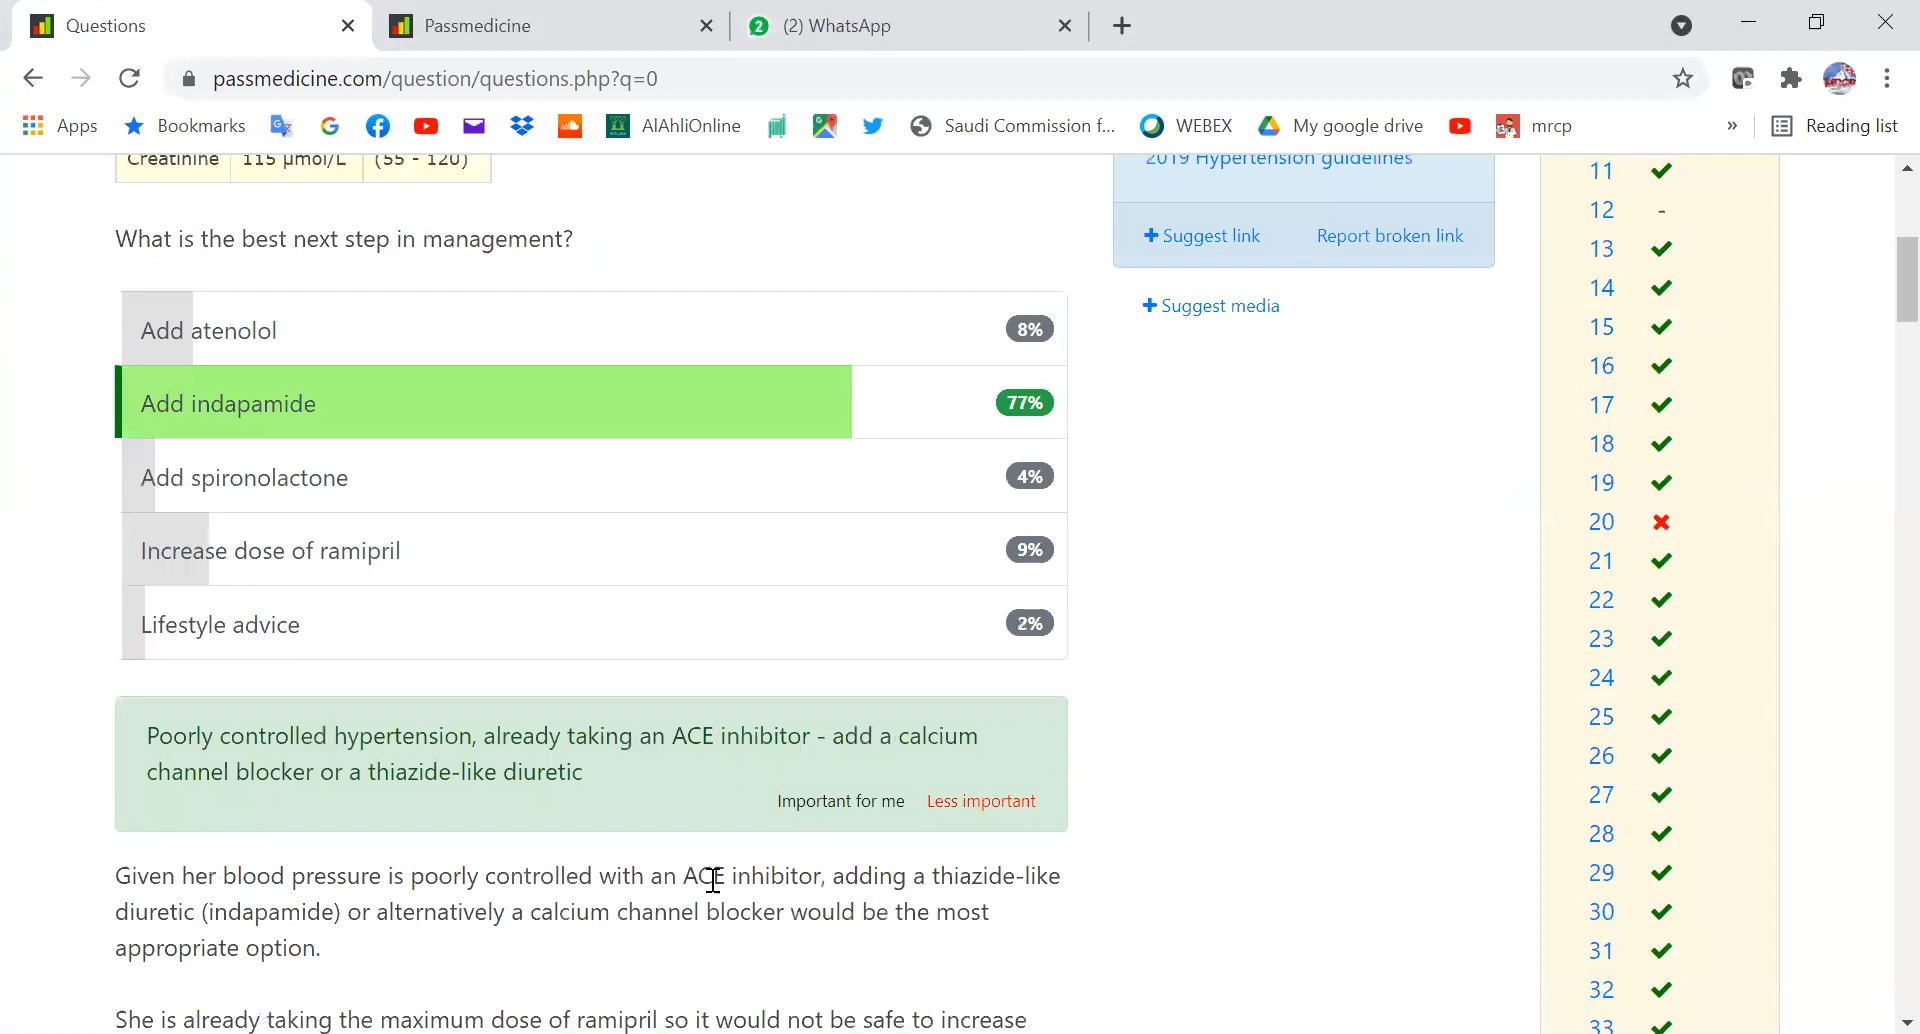 Questions
Passmedicine
2
(2) WhatsApp
passmedicine.com/question/questions.php?q=0
Apps
Bookmarks
AlAhliOnline
Saudi Commission f...
WEBEX
My google drive
mrcp
»
Reading list
Creatinine 115 µmol/L (55 - 120)
What is the best next step in management?
Add atenolol 8%
Add indapamide 77%
Add spironolactone 4%
Increase dose of ramipril 9%
Lifestyle advice 2%
Poorly controlled hypertension, already taking an ACE inhibitor - add a calcium
channel blocker or a thiazide-like diuretic
Important for me Less important
Given her blood pressure is poorly controlled with an ACE inhibitor, adding a thiazide-like
diuretic (indapamide) or alternatively a calcium channel blocker would be the most
appropriate option.
She is already taking the maximum dose of ramipril so it would not be safe to increase
2019 Hypertension guidelines
+ Suggest link Report broken link
+ Suggest media
11
12 -
13
14
15
16
17
18
19
20
21
22
23
24
25
26
27
28
29
30
31
32
33